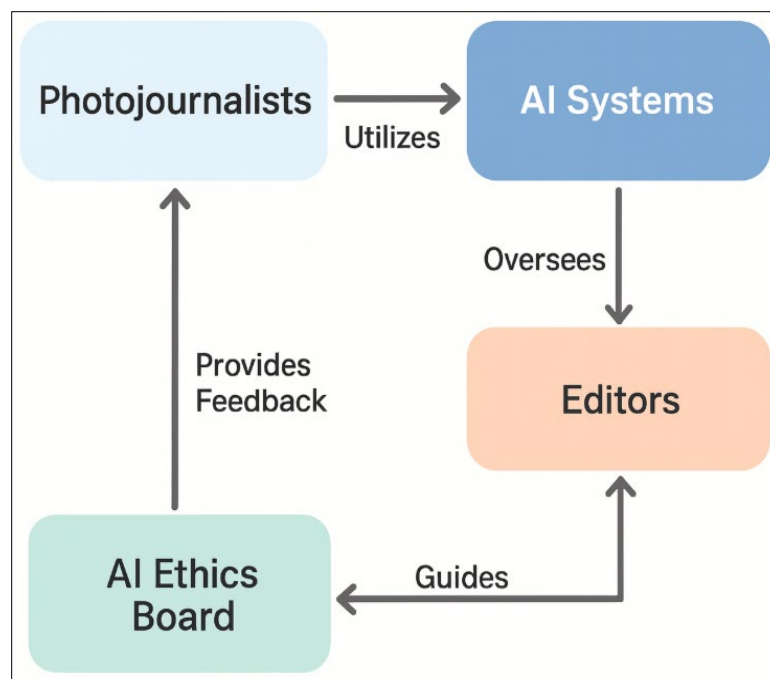 Photojournalists
Utilizes
AI Systems
Oversees
Editors
Provides
Feedback
AI Ethics
Board
Guides